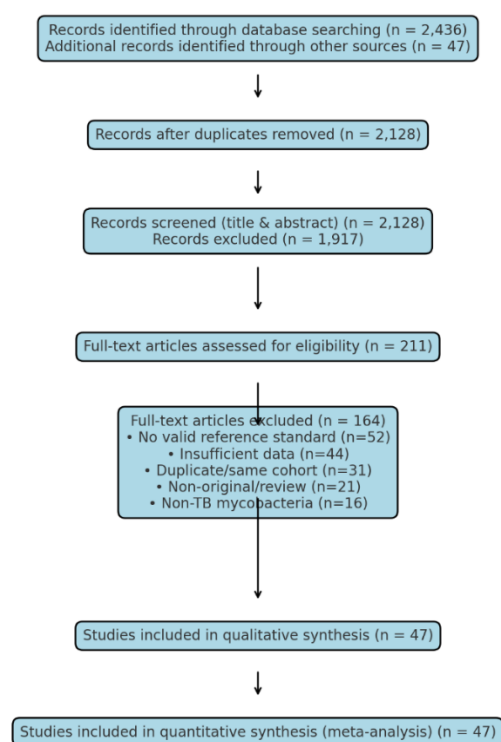 Records identified through database searching (n = 2,436)
Additional records identified through other sources (n = 47)
Records after duplicates removed (n = 2,128)
Records screened (title & abstract) (n = 2,128)
Records excluded (n = 1,917)
Full-text articles assessed for eligibility (n = 211)
Full-text articles excluded (n = 164)
• No valid reference standard (n=52)
• Insufficient data (n=44)
• Duplicate/same cohort (n=31)
• Non-original/review (n=21)
• Non-TB mycobacteria (n=16)
Studies included in qualitative synthesis (n = 47)
Studies included in quantitative synthesis (meta-analysis) (n = 47)